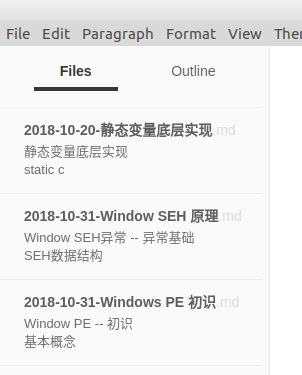 File Edit Paragraph Format View
Files Outline
2018-10-20-静态变量底层实现.md
静态变量底层实现
static c
2018-10-31-Window SEH 原理.md
Window SEH异常 -- 异常基础
SEH数据结构
2018-10-31-Windows PE 初识.md
Window PE -- 初识
基本概念